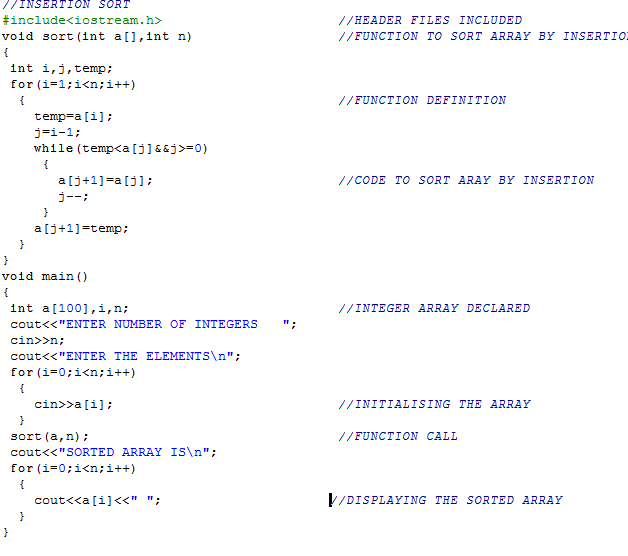 //INSERTION SORT
#include<iostream.h> //HEADER FILES INCLUDED
void sort(int a[],int n) //FUNCTION TO SORT ARRAY BY INSERTIO
{
int i,j,temp;
for(i=1;i<n;i++)
{ //FUNCTION DEFINITION
temp=a[i];
j=i-1;
while(temp<a[j]&&j>=0)
{
a[j+1]=a[j]; //CODE TO SORT ARAY BY INSERTION
j--;
}
a[j+1]=temp;
}
}
void main()
{
int a[100],i,n; //INTEGER ARRAY DECLARED
cout<<"ENTER NUMBER OF INTEGERS   ";
cin>>n;
cout<<"ENTER THE ELEMENTS\n";
for(i=0;i<n;i++)
{
cin>>a[i]; //INITIALISING THE ARRAY
}
sort(a,n); //FUNCTION CALL
cout<<"SORTED ARRAY IS\n";
for(i=0;i<n;i++)
{
cout<<a[i]<<" "; //DISPLAYING THE SORTED ARRAY
}
}